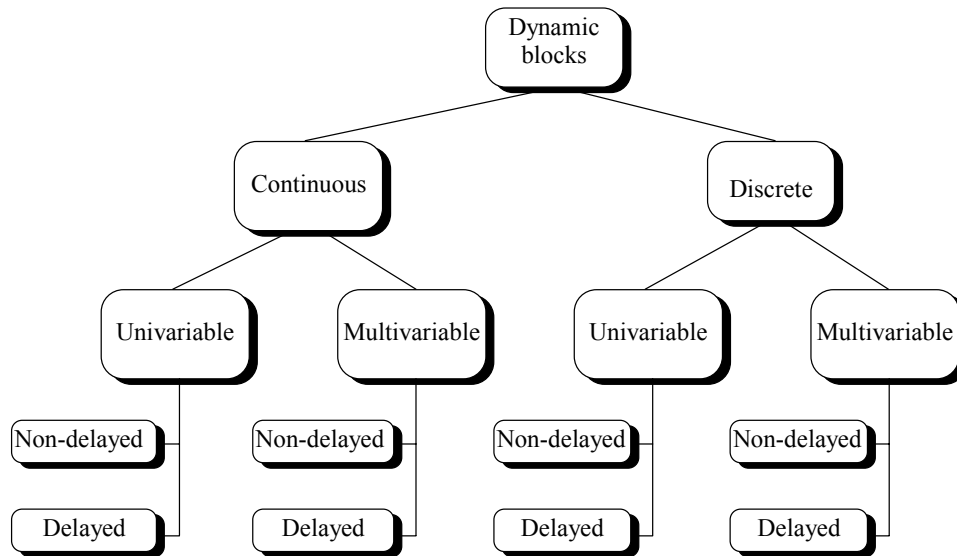 Dynamic
blocks
Continuous
Discrete
Univariable
Multivariable
Univariable
Multivariable
Non-delayed
Non-delayed
Non-delayed
Non-delayed
Delayed
Delayed
Delayed
Delayed